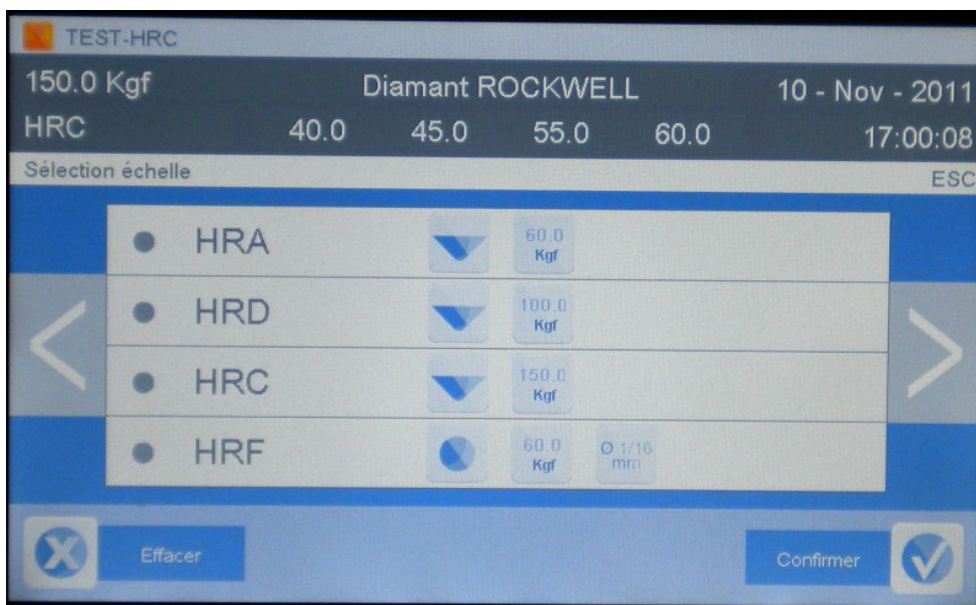 TEST-HRC
150.0 Kgf Diamant ROCKWELL 10 - Nov - 2011
HRC 40.0 45.0 55.0 60.0 17:00:08
Sélection échelle ESC
HRA 60.0 Kgf
HRD 100.0 Kgf
HRC 150.0 Kgf
HRF 60.0 Kgf Ø 1/16 mm
Effacer Confirmer